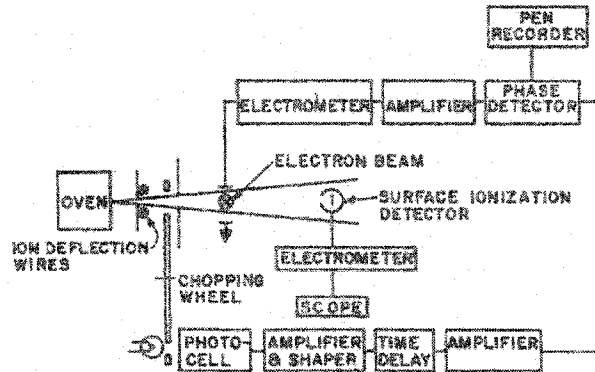 PEN
RECORDER
ELECTROMETER
AMPLIFIER
PHASE
DETECTOR
ELECTRON BEAM
OVEN
SURFACE IONIZATION
DETECTOR
ION DEFLECTION
WIRES
ELECTROMETER
CHOPPING
WHEEL
SCOPE
PHOTO
CELL
AMPLIFIER
& SHAPER
TIME
DELAY
AMPLIFIER